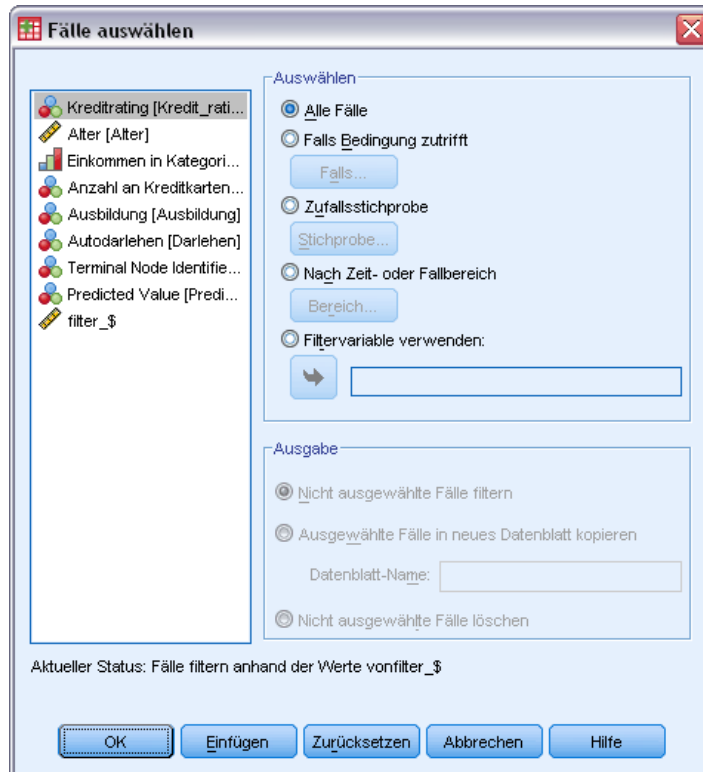 Fälle auswählen
Kreditrating [Kredit_rati...
Alter [Alter]
Einkommen in Kategori...
Anzahl an Kreditkarten...
Ausbildung [Ausbildung]
Autodarlehen [Darlehen]
Terminal Node Identifie...
Predicted Value [Predi...
filter_$
Auswählen
Alle Fälle
Falls Bedingung zutrifft
Falls...
Zufallsstichprobe
Stichprobe...
Nach Zeit- oder Fallbereich
Bereich...
Filtervariable verwenden:
Ausgabe
Nicht ausgewählte Fälle filtern
Ausgewählte Fälle in neues Datenblatt kopieren
Datenblatt-Name:
Nicht ausgewählte Fälle löschen
Aktueller Status: Fälle filtern anhand der Werte vonfilter_$
OK Einfügen Zurücksetzen Abbrechen Hilfe